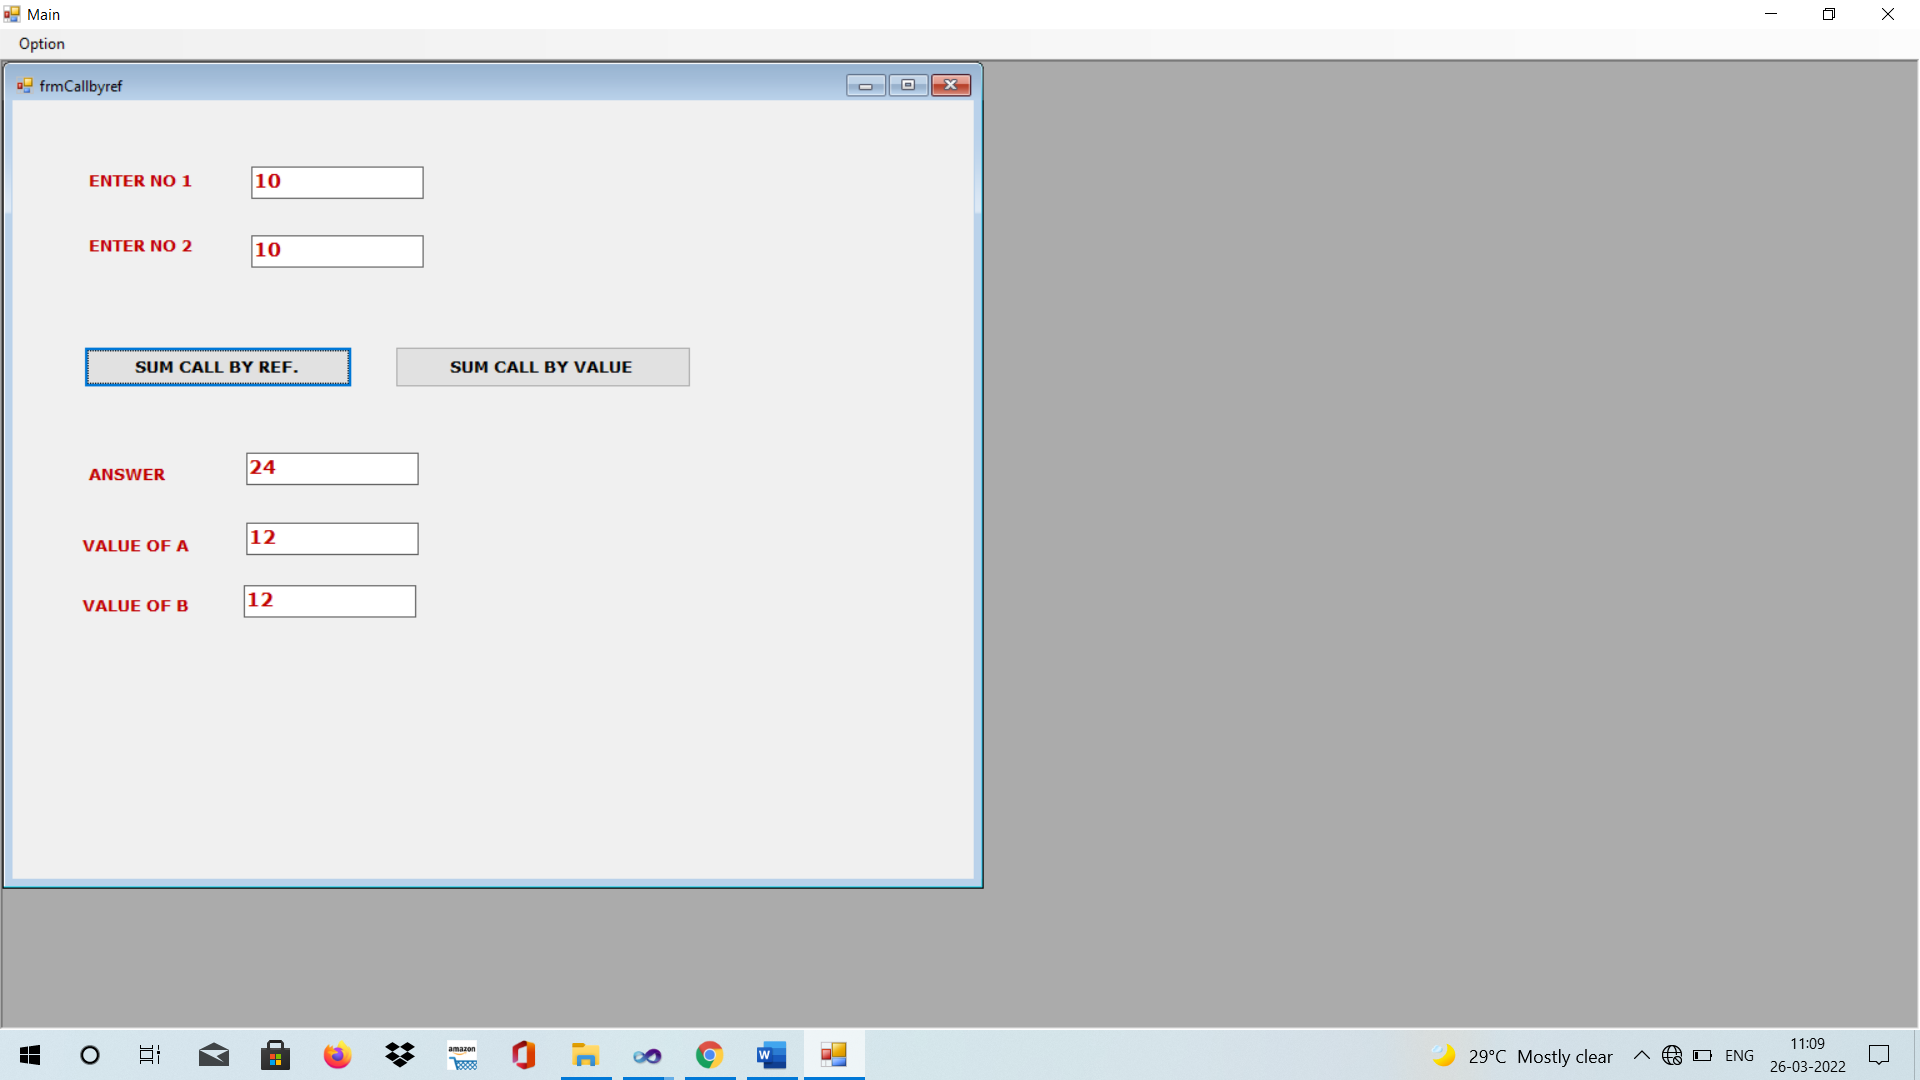 Main
Option
frmCallbyref
ENTER NO 1 10
ENTER NO 2 10
SUM CALL BY REF. SUM CALL BY VALUE
ANSWER 24
VALUE OF A 12
VALUE OF B 12
amazon
W
29°C Mostly clear
ENG
11:09
26-03-2022